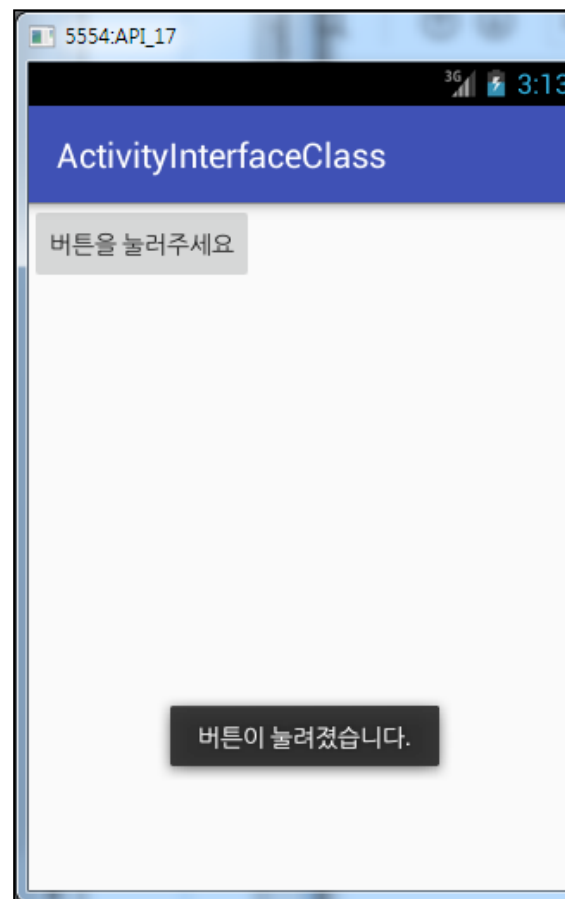 5554:API_17
3G 3:13
ActivityInterfaceClass
버튼을 눌러주세요
버튼이 눌려졌습니다.